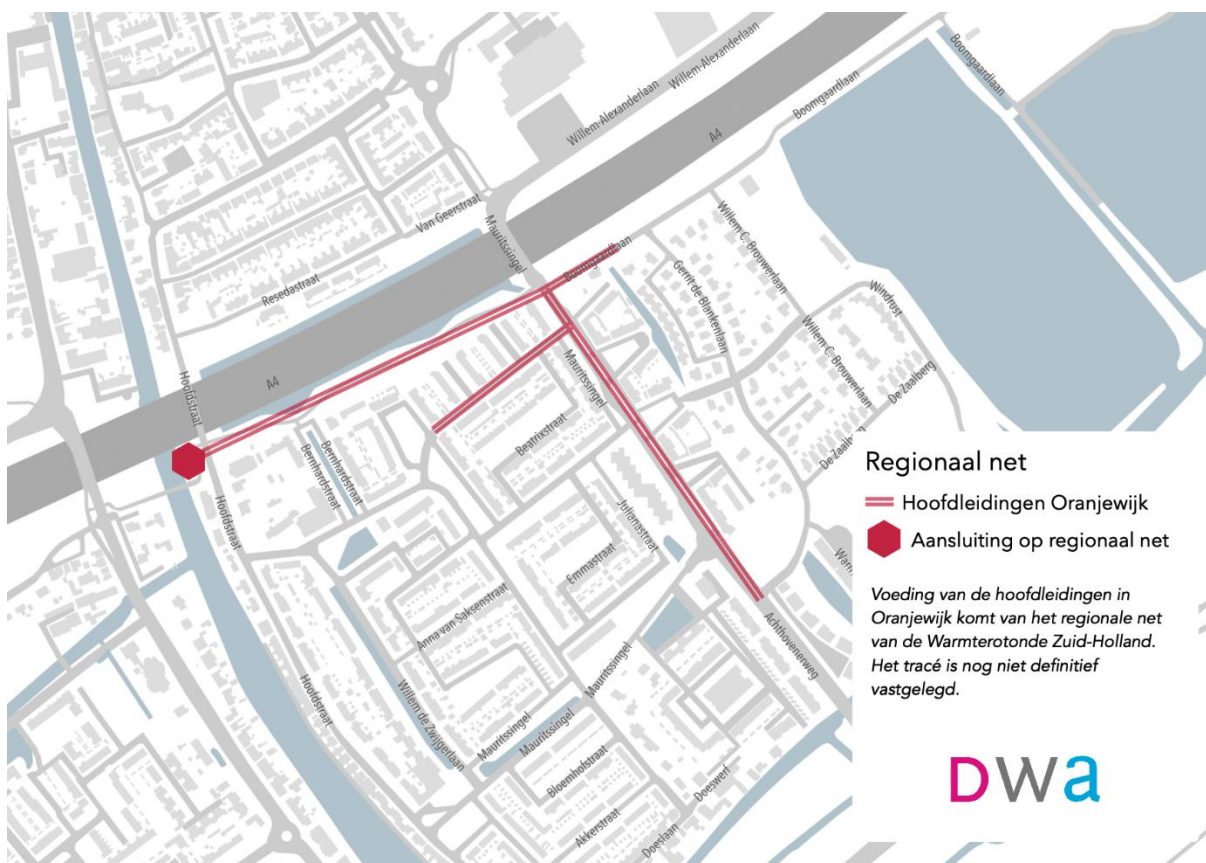 Boomgaardlaan
Willem-Alexanderlaan
Willem-Alexanderlaan
Boomgaardlaan
A4
Van Geerstraat
Mauritssingel
Willem C. Brouwerlaan
Boomgaardlaan
Gerrit de Blankenlaan
Resedastraat
Windrust
Hoofdstraat
A4
Mauritssingel
Willem C. Brouwerlaan
De Zaalberg
Beatrixstraat
Bernhardstraat
Bernhardstraat
De Zaalberg
Hoofdstraat
Julianastraat
Emmastraat
Anna van Saksenstraat
Achthovenerweg
Mauritssingel
Hoofdstraat
Willem de Zwijgerlaan
Mauritssingel
Mauritssingel
Bloemhofstraat
Doeswerf
Akkerstraat
Doeslaan
Regionaal net
Hoofdleidingen Oranjewijk
Aansluiting op regionaal net
Voeding van de hoofdleidingen in
Oranjewijk komt van het regionale net
van de Warmterotonde Zuid-Holland.
Het tracé is nog niet definitief
vastgelegd.
DWa